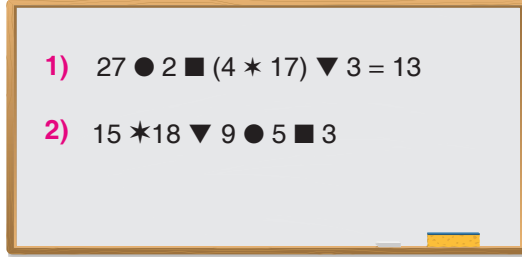 1) 27 ● 2 ■ (4 ✶ 17) ▼ 3 = 13
2) 15 ✶18 ▼ 9 ● 5 ■ 3